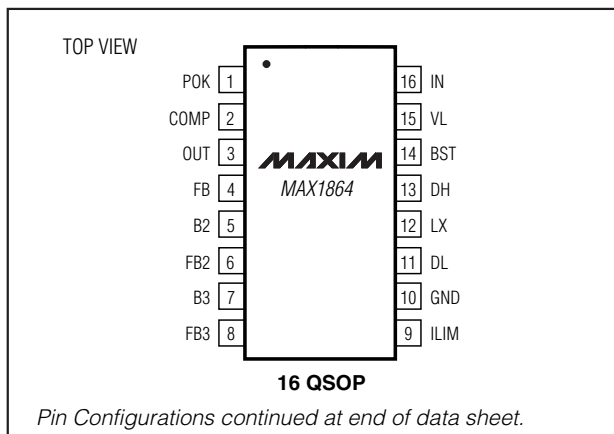 TOP VIEW
POK 1
16 IN
COMP 2
15 VL
OUT 3
14 BST
MAXIM
FB 4
13 DH
MAX1864
B2 5
12 LX
FB2 6
11 DL
B3 7
10 GND
FB3 8
9 ILIM
16 QSOP
Pin Configurations continued at end of data sheet.